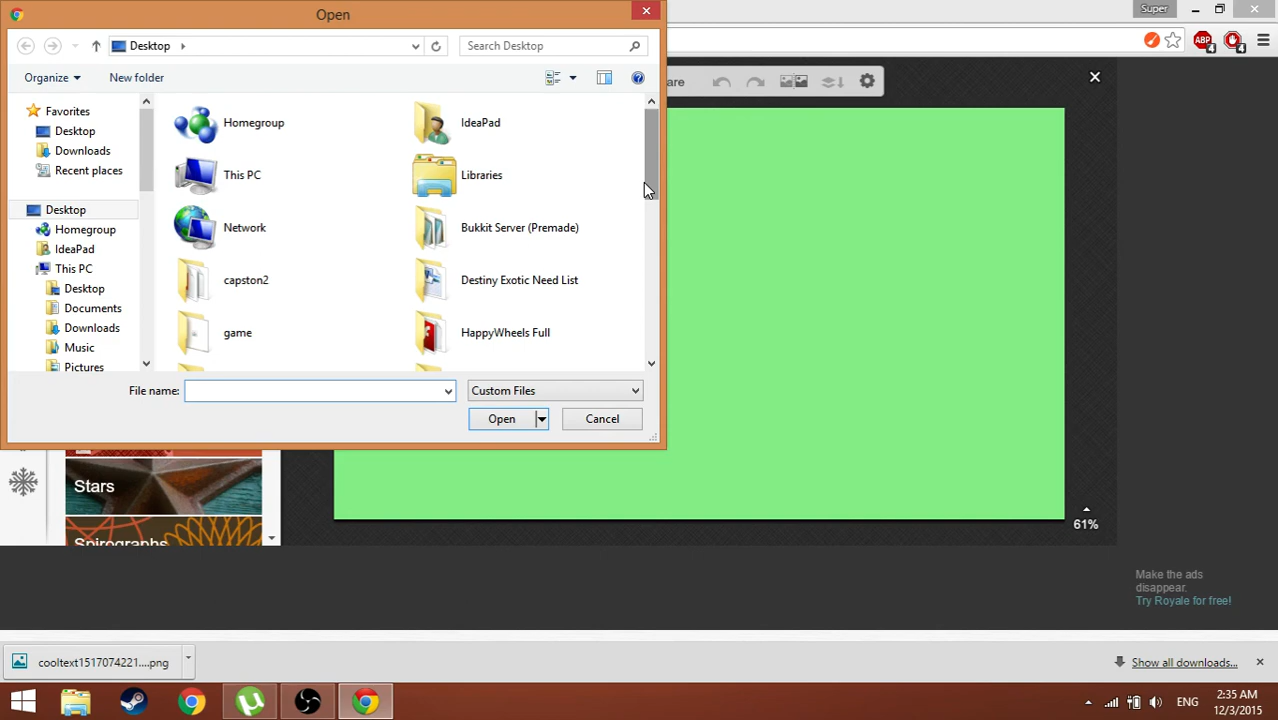 Open
Super
Desktop
Search Desktop
Organize
New folder
are
ABP
4
4
Favorites
Desktop
Downloads
Recent places
Desktop
Homegroup
IdeaPad
This PC
Desktop
Documents
Downloads
Music
Pictures
Homegroup
IdeaPad
This PC
Libraries
Network
Bukkit Server (Premade)
capston2
Destiny Exotic Need List
game
HappyWheels Full
File name:
Custom Files
Open
Cancel
Stars
Spirographs
61%
Make the ads
disappear.
Try Royale for free!
cooltext1517074221....png
Show all downloads...
ENG
2:35 AM
12/3/2015